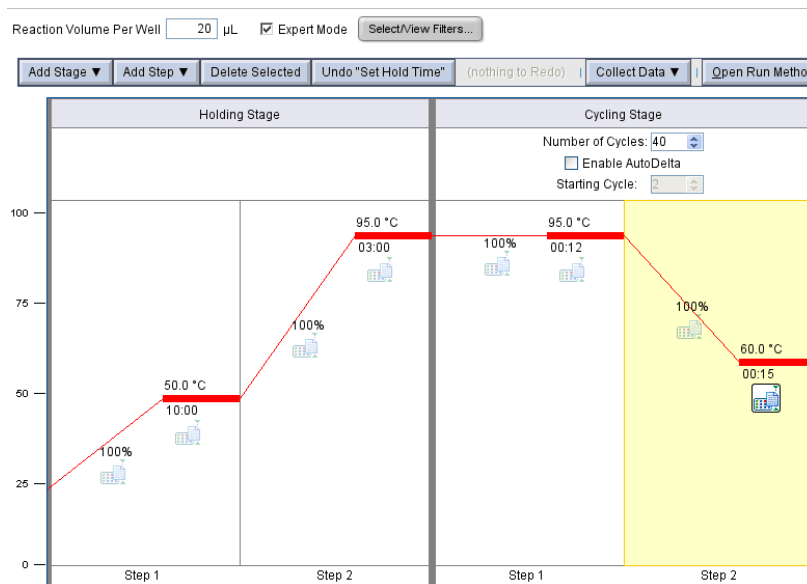 Reaction Volume Per Well 20 µL Expert Mode Select/View Filters...
Add Stage ▼ Add Step ▼ Delete Selected Undo "Set Hold Time" (nothing to Redo) Collect Data ▼ Open Run Metho
Holding Stage Cycling Stage
Number of Cycles: 40
Enable AutoDelta
Starting Cycle: 2
100
95.0 °C 95.0 °C
03:00 100% 00:12
75
100% 100%
60.0 °C
00:15
50.0 °C
50
10:00
100%
25
0
Step 1 Step 2 Step 1 Step 2